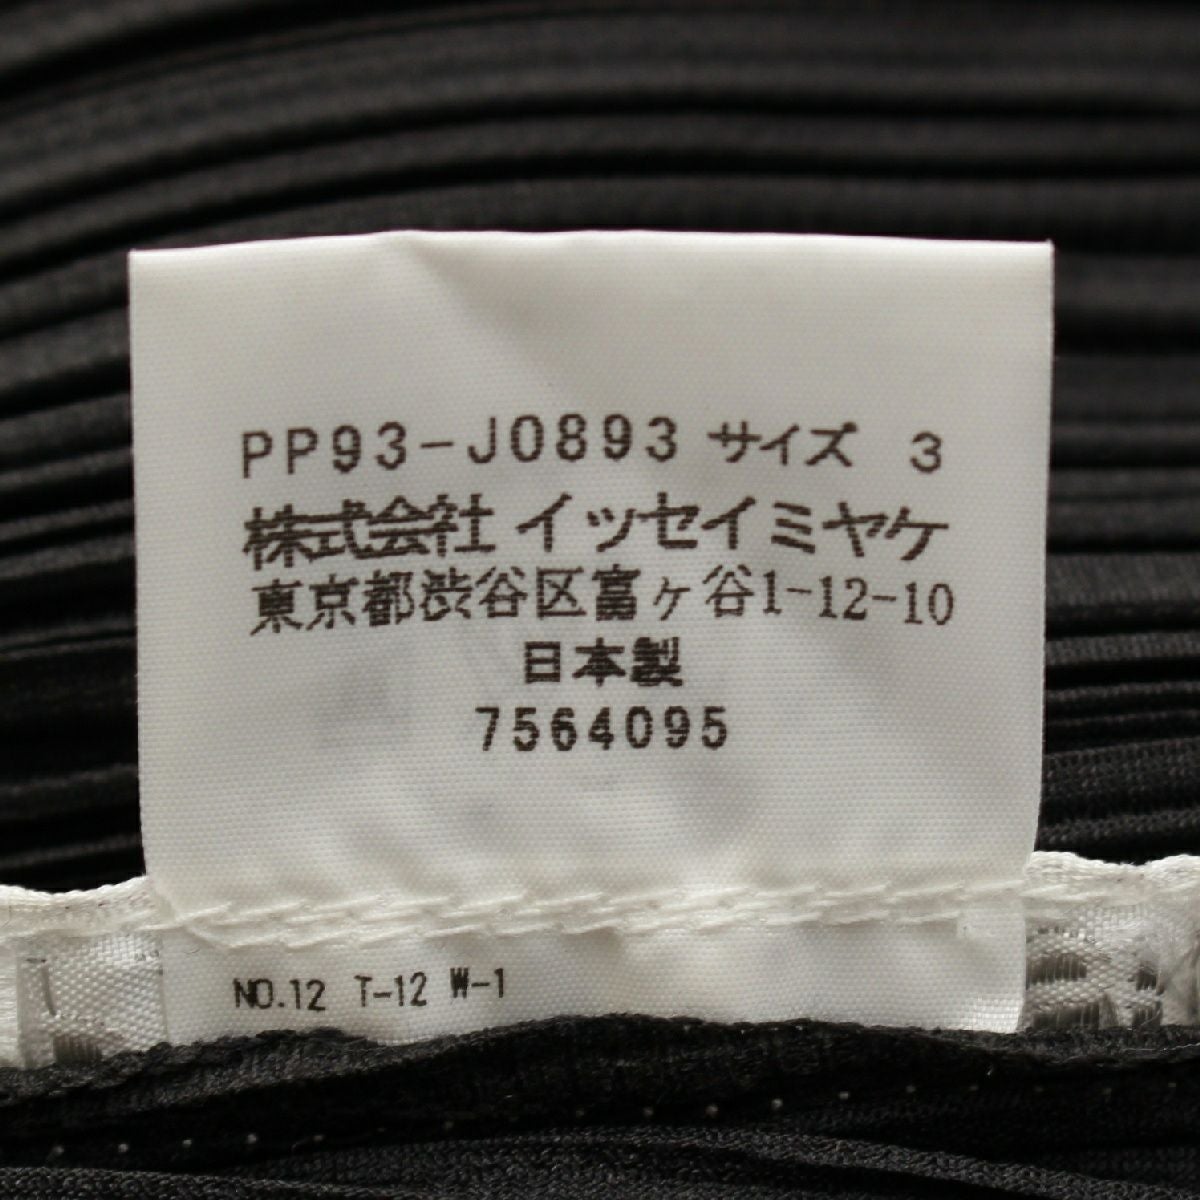 PP93-J0893 サイズ 3
株式会社 イッセイミヤケ
東京都渋谷区富ヶ谷1-12-10
日本製
7564095
NO.12 T-12 W-1